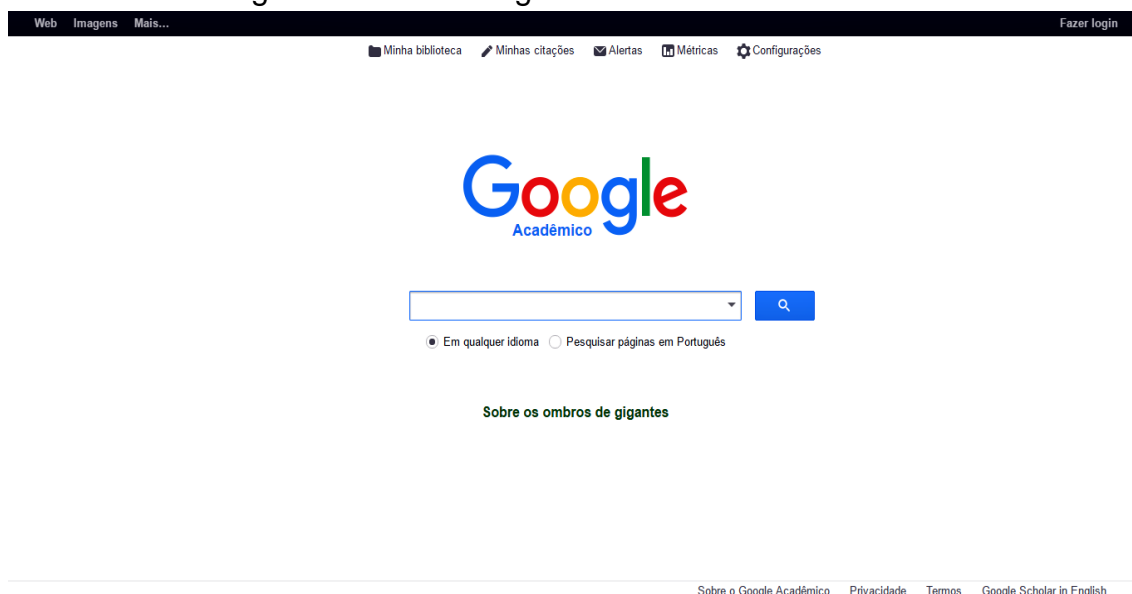 Web Imagens Mais... Fazer login
Minha biblioteca Minhas citações Alertas Métricas Configurações
Google
Acadêmico
Em qualquer idioma Pesquisar páginas em Português
Sobre os ombros de gigantes
Sobre o Google Acadêmico Privacidade Termos Google Scholar in English